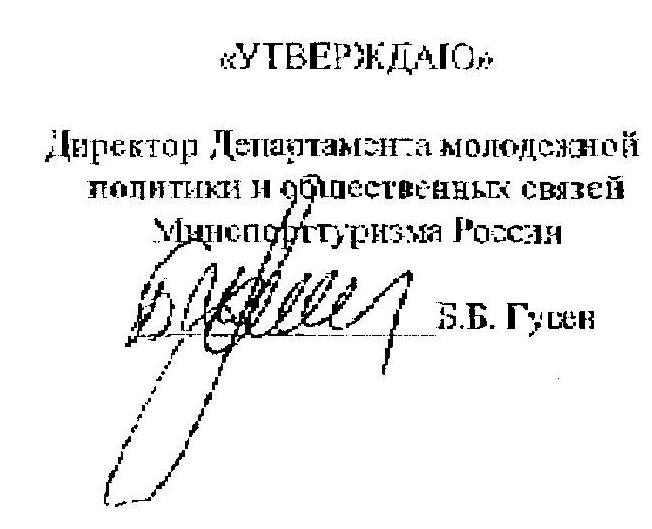 «УТВЕРЖДАЮ»
Директор Департамента молодежной
политики и общественных связей
Минспорттуризма России
Б.Б. Гусев